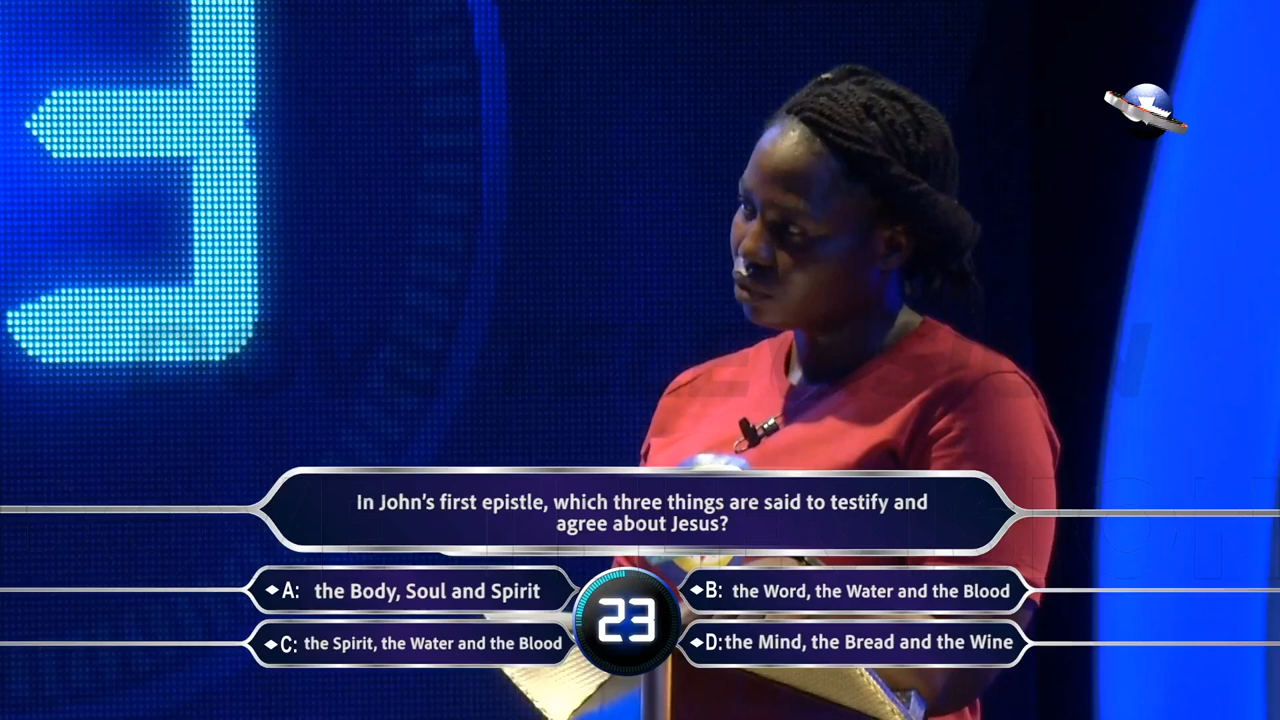 3
In John's first epistle, which three things are said to testify and
agree about Jesus?
A: the Body, Soul and Spirit
B: the Word, the Water and the Blood
23
C: the Spirit, the Water and the Blood
D: the Mind, the Bread and the Wine